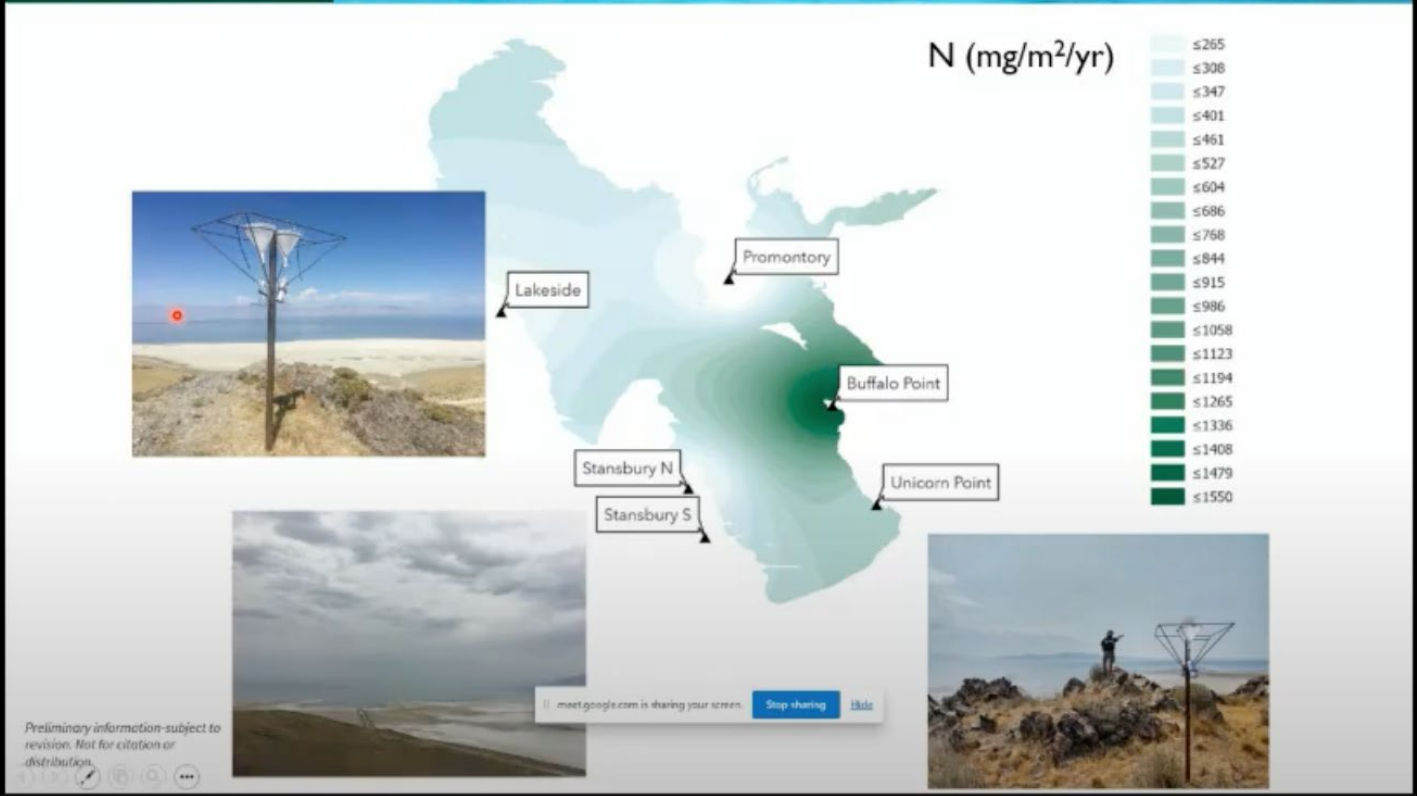 N (mg/m²/yr)
≤265
≤308
≤347
≤401
≤461
≤527
≤604
≤686
≤768
≤844
≤915
≤986
≤1058
≤1123
≤1194
≤1265
≤1336
≤1408
≤1479
≤1550
Promontory
Lakeside
Buffalo Point
Stansbury N
Unicorn Point
Stansbury S
meet.google.com is sharing your screen.
Stop sharing
Hide
Preliminary information-subject to
revision. Not for citation or
distribution.